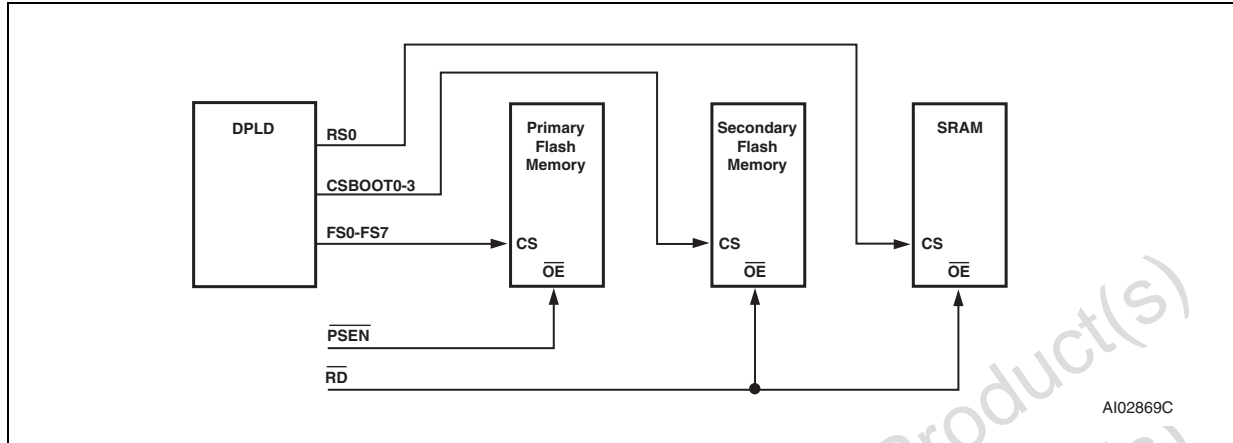 DPLD
RS0
CSBOOT0-3
FS0-FS7
Primary
Flash
Memory
CS
OE
Secondary
Flash
Memory
CS
OE
SRAM
CS
OE
PSEN
RD
AI02869C
Product(s)